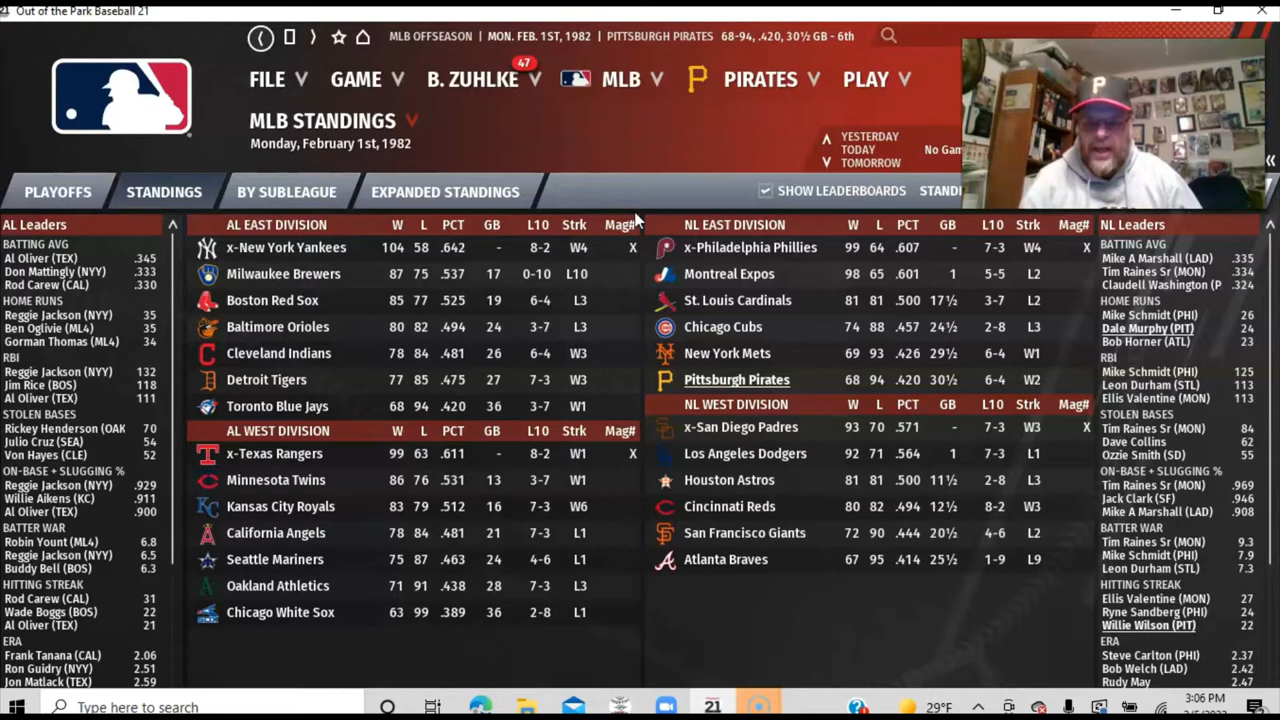 21 Out of the Park Baseball 21
MLB OFFSEASON | MON. FEB. 1ST, 1982 | PITTSBURGH PIRATES 68-94, .420, 30½ GB - 6th
FILE GAME B. ZUHLKE 47 MLB P PIRATES PLAY
MLB STANDINGS
Monday, February 1st, 1982
YESTERDAY
TODAY No Gam
TOMORROW
P
PLAYOFFS STANDINGS BY SUBLEAGUE EXPANDED STANDINGS SHOW LEADERBOARDS STANDI
AL Leaders
BATTING AVG
Al Oliver (TEX) .345
Don Mattingly (NYY) .333
Rod Carew (CAL) .330
HOME RUNS
Reggie Jackson (NYY) 35
Ben Oglivie (ML4) 35
Gorman Thomas (ML4) 34
RBI
Reggie Jackson (NYY) 132
Jim Rice (BOS) 118
Al Oliver (TEX) 111
STOLEN BASES
Rickey Henderson (OAK 70
Julio Cruz (SEA) 54
Von Hayes (CLE) 52
ON-BASE + SLUGGING %
Reggie Jackson (NYY) .929
Willie Aikens (KC) .911
Al Oliver (TEX) .900
BATTER WAR
Robin Yount (ML4) 6.8
Reggie Jackson (NYY) 6.5
Buddy Bell (TEX) 6.3
HITTING STREAK
Rod Carew (CAL) 31
Wade Boggs (BOS) 22
Al Oliver (TEX) 21
ERA
Frank Tanana (CAL) 2.06
Ron Guidry (NYY) 2.51
Jon Matlack (TEX) 2.59
AL EAST DIVISION W L PCT GB L10 Strk Mag#
x-New York Yankees 104 58 .642 - 8-2 W4 X
Milwaukee Brewers 87 75 .537 17 0-10 L10
Boston Red Sox 85 77 .525 19 6-4 L3
Baltimore Orioles 80 82 .494 24 3-7 L3
Cleveland Indians 78 84 .481 26 6-4 W3
Detroit Tigers 77 85 .475 27 7-3 W3
Toronto Blue Jays 68 94 .420 36 3-7 W1
AL WEST DIVISION W L PCT GB L10 Strk Mag#
x-Texas Rangers 99 63 .611 - 8-2 W1 X
Minnesota Twins 86 76 .531 13 3-7 W1
Kansas City Royals 83 79 .512 16 7-3 W6
California Angels 78 84 .481 21 7-3 L1
Seattle Mariners 75 87 .463 24 4-6 L1
Oakland Athletics 71 91 .438 28 7-3 L3
Chicago White Sox 63 99 .389 36 2-8 L1
NL EAST DIVISION W L PCT GB L10 Strk Mag#
x-Philadelphia Phillies 99 64 .607 - 7-3 W4 X
Montreal Expos 98 65 .601 1 5-5 L2
St. Louis Cardinals 81 81 .500 17½ 3-7 L2
Chicago Cubs 74 88 .457 24½ 2-8 L3
New York Mets 69 93 .426 29½ 6-4 W1
Pittsburgh Pirates 68 94 .420 30½ 6-4 W2
NL WEST DIVISION W L PCT GB L10 Strk Mag#
x-San Diego Padres 93 70 .571 - 7-3 W3 X
Los Angeles Dodgers 92 71 .564 1 7-3 L1
Houston Astros 81 81 .500 11½ 2-8 L3
Cincinnati Reds 80 82 .494 12½ 8-2 W3
San Francisco Giants 72 90 .444 20½ 4-6 L2
Atlanta Braves 67 95 .414 25½ 1-9 L9
NL Leaders
BATTING AVG
Mike A Marshall (LAD) .335
Tim Raines Sr (MON) .334
Claudell Washington (P .324
HOME RUNS
Mike Schmidt (PHI) 26
Dale Murphy (PIT) 24
Bob Horner (ATL) 23
RBI
Mike Schmidt (PHI) 125
Leon Durham (STL) 113
Ellis Valentine (MON) 113
STOLEN BASES
Tim Raines Sr (MON) 84
Dave Collins 62
Ozzie Smith (SD) 55
ON-BASE + SLUGGING %
Tim Raines Sr (MON) .969
Jack Clark (SF) .946
Mike A Marshall (LAD) .908
BATTER WAR
Tim Raines Sr (MON) 9.3
Mike Schmidt (PHI) 7.9
Leon Durham (STL) 7.3
HITTING STREAK
Ellis Valentine (MON) 27
Ryne Sandberg (PHI) 24
Willie Wilson (PIT) 22
ERA
Steve Carlton (PHI) 2.37
Bob Welch (LAD) 2.42
Rudy May 2.47
Type here to search 21 29°F 3:06 PM